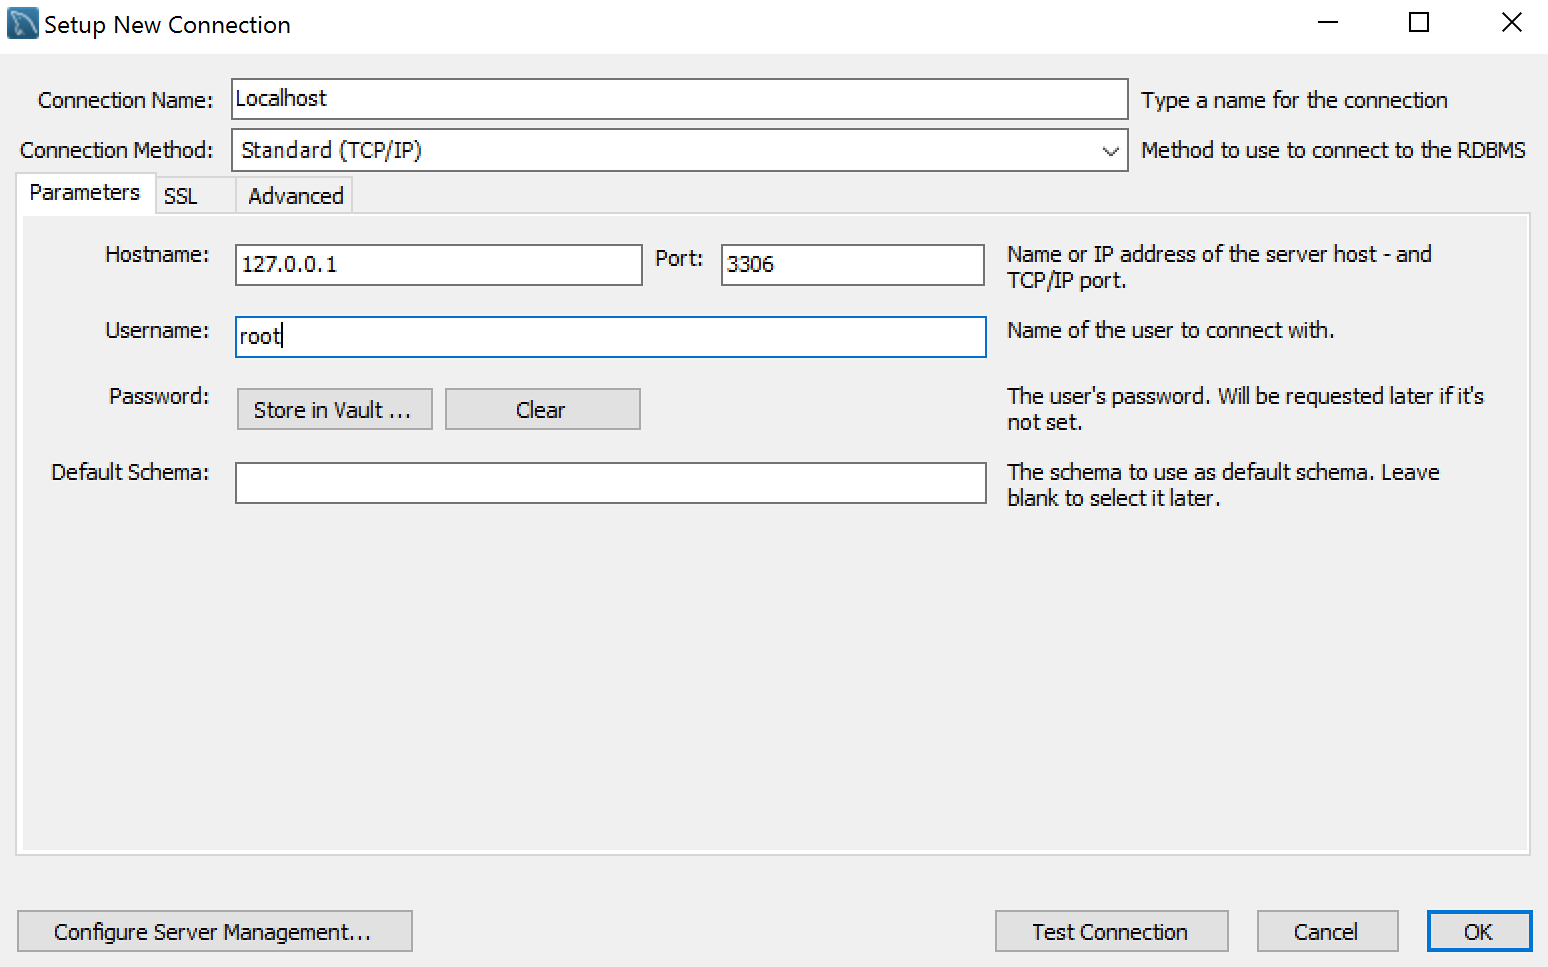 Setup New Connection
Connection Name: Localhost Type a name for the connection
Connection Method: Standard (TCP/IP) Method to use to connect to the RDBMS
Parameters SSL Advanced
Hostname: 127.0.0.1 Port: 3306 Name or IP address of the server host - and
TCP/IP port.
Username: root Name of the user to connect with.
Password: Store in Vault ... Clear The user's password. Will be requested later if it's
not set.
Default Schema: The schema to use as default schema. Leave
blank to select it later.
Configure Server Management... Test Connection Cancel OK